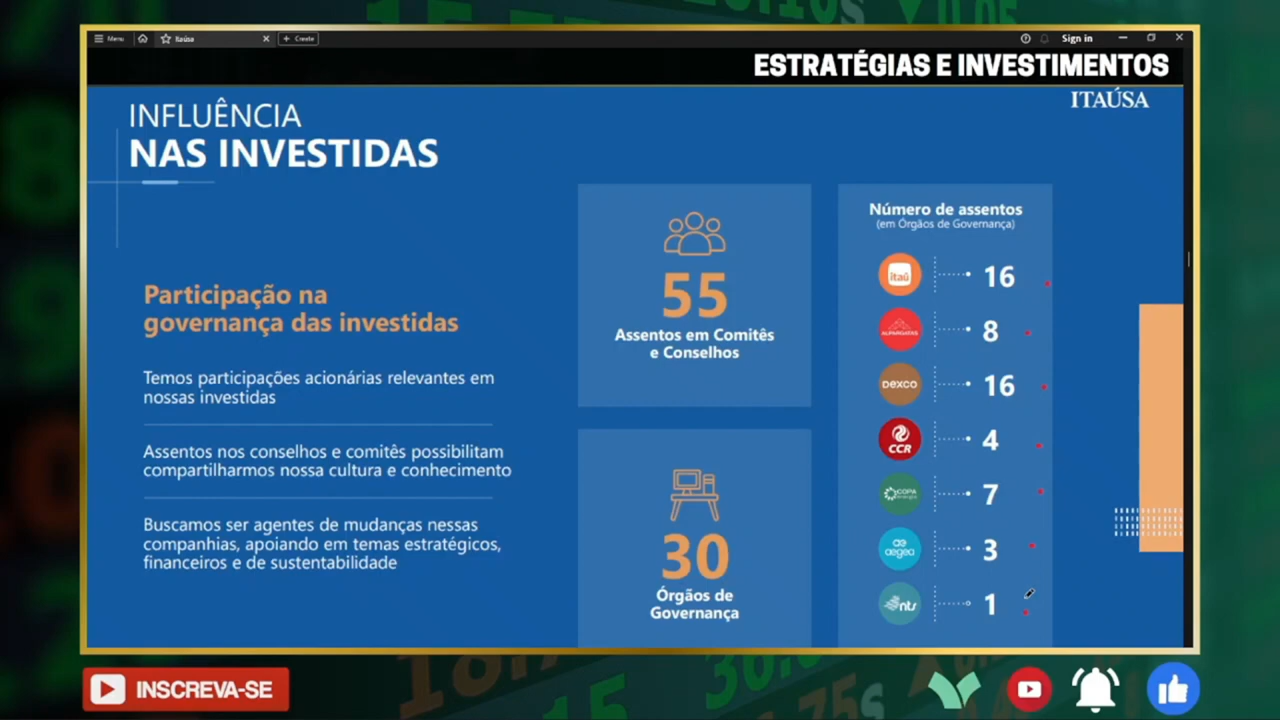 Menu
Itaúsa
Create
Sign in
ESTRATÉGIAS E INVESTIMENTOS
ITAÚSA
INFLUÊNCIA
NAS INVESTIDAS
Participação na
governança das investidas
Temos participações acionárias relevantes em
nossas investidas
Assentos nos conselhos e comitês possibilitam
compartilharmos nossa cultura e conhecimento
Buscamos ser agentes de mudanças nessas
companhias, apoiando em temas estratégicos,
financeiros e de sustentabilidade
55
Assentos em Comitês
e Conselhos
30
Órgãos de
Governança
Número de assentos
(em Órgãos de Governança)
itaú 16
ALPARGATAS 8
DEXCO 16
CCR 4
COPA energia 7
aegea 3
nts 1
INSCREVA-SE